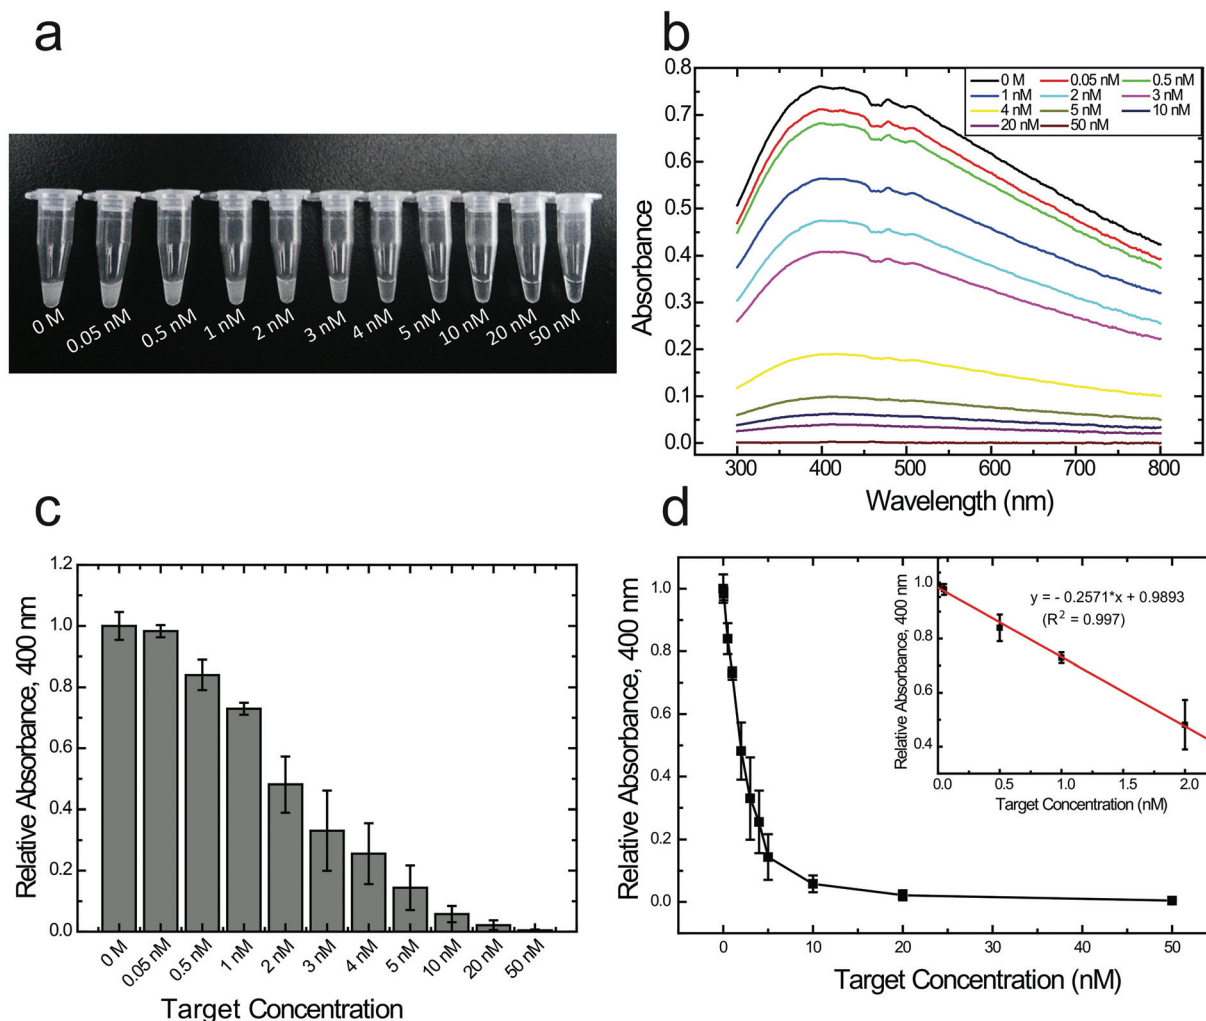 a
0 M
0.05 nM
0.5 nM
1 nM
2 nM
3 nM
4 nM
5 nM
10 nM
20 nM
50 nM
b
0.8
0.7
0.6
0.5
0.4
0.3
0.2
0.1
0.0
Absorbance
0 M 0.05 nM 0.5 nM
1 nM 2 nM 3 nM
4 nM 5 nM 10 nM
20 nM 50 nM
300 400 500 600 700 800
Wavelength (nm)
c
1.2
1.0
0.8
0.6
0.4
0.2
0.0
Relative Absorbance, 400 nm
0 M
0.05 nM
0.5 nM
1 nM
2 nM
3 nM
4 nM
5 nM
10 nM
20 nM
50 nM
Target Concentration
d
1.0
0.8
0.6
0.4
0.2
0.0
Relative Absorbance, 400 nm
0 10 20 30 40 50
Target Concentration (nM)
1.0
0.8
0.6
0.4
Relative Absorbance, 400 nm
y = - 0.2571*x + 0.9893
(R² = 0.997)
0.0 0.5 1.0 1.5 2.0
Target Concentration (nM)